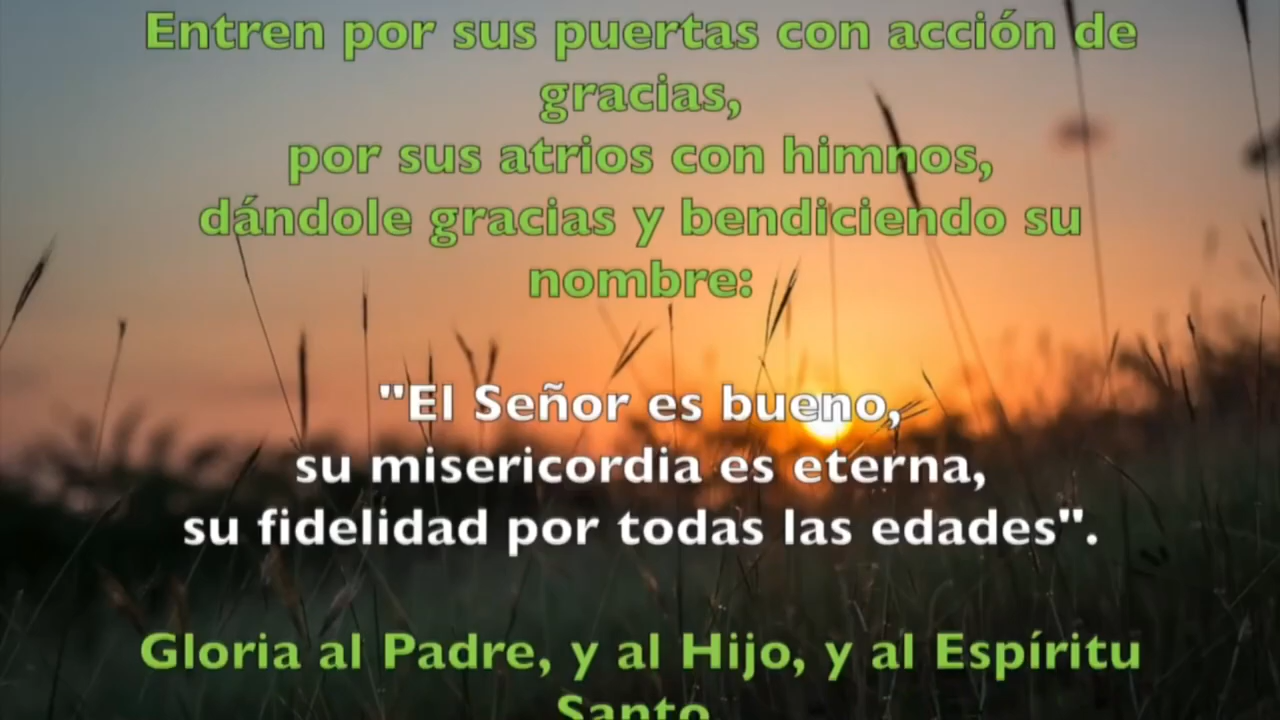 Entren por sus puertas con acción de
gracias,
por sus atrios con himnos,
dándole gracias y bendiciendo su
nombre:
"El Señor es bueno,
su misericordia es eterna,
su fidelidad por todas las edades".
Gloria al Padre, y al Hijo, y al Espíritu
Santo